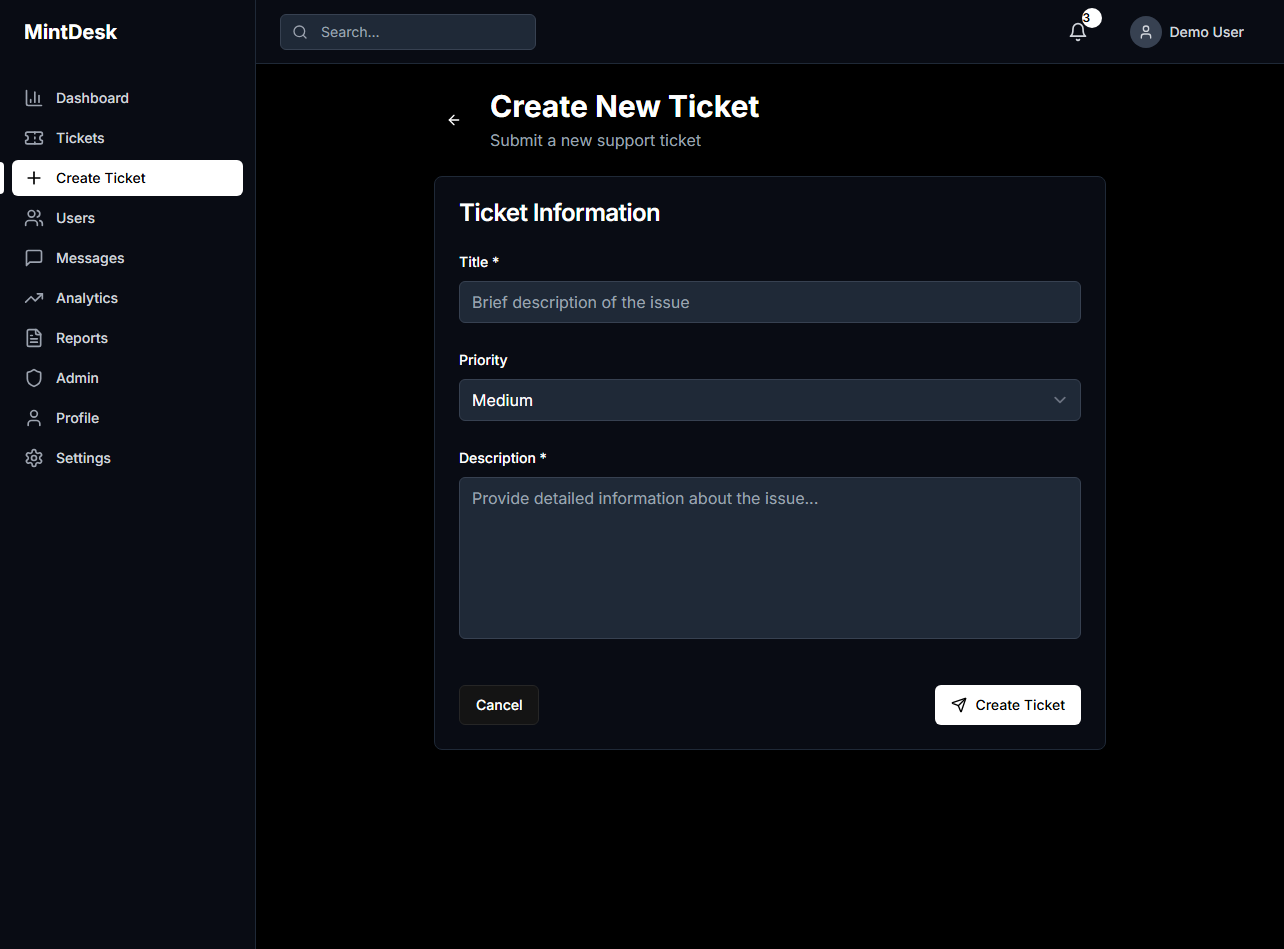 MintDesk
Search...
3
Demo User
Dashboard
Tickets
Create Ticket
Users
Messages
Analytics
Reports
Admin
Profile
Settings
Create New Ticket
Submit a new support ticket
Ticket Information
Title *
Brief description of the issue
Priority
Medium
Description *
Provide detailed information about the issue...
Cancel
Create Ticket